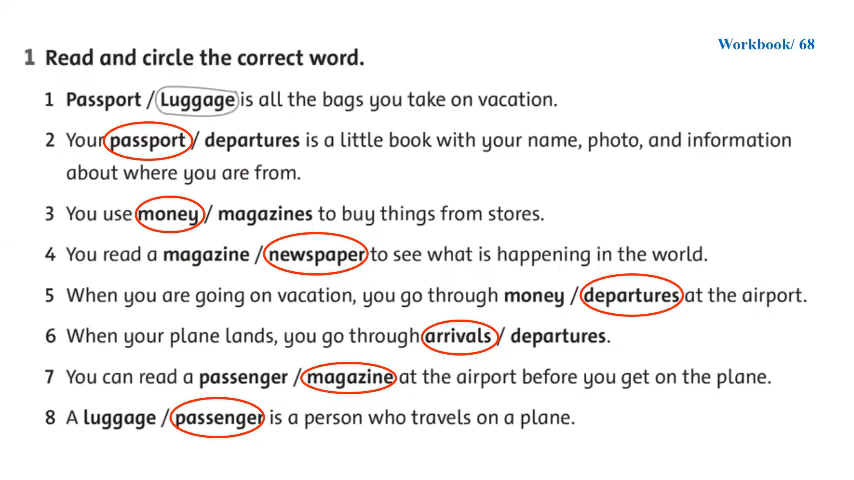 Workbook/ 68
1 Read and circle the correct word.
1 Passport / Luggage is all the bags you take on vacation.
2 Your passport / departures is a little book with your name, photo, and information
about where you are from.
3 You use money / magazines to buy things from stores.
4 You read a magazine / newspaper to see what is happening in the world.
5 When you are going on vacation, you go through money / departures at the airport.
6 When your plane lands, you go through arrivals / departures.
7 You can read a passenger / magazine at the airport before you get on the plane.
8 A luggage / passenger is a person who travels on a plane.